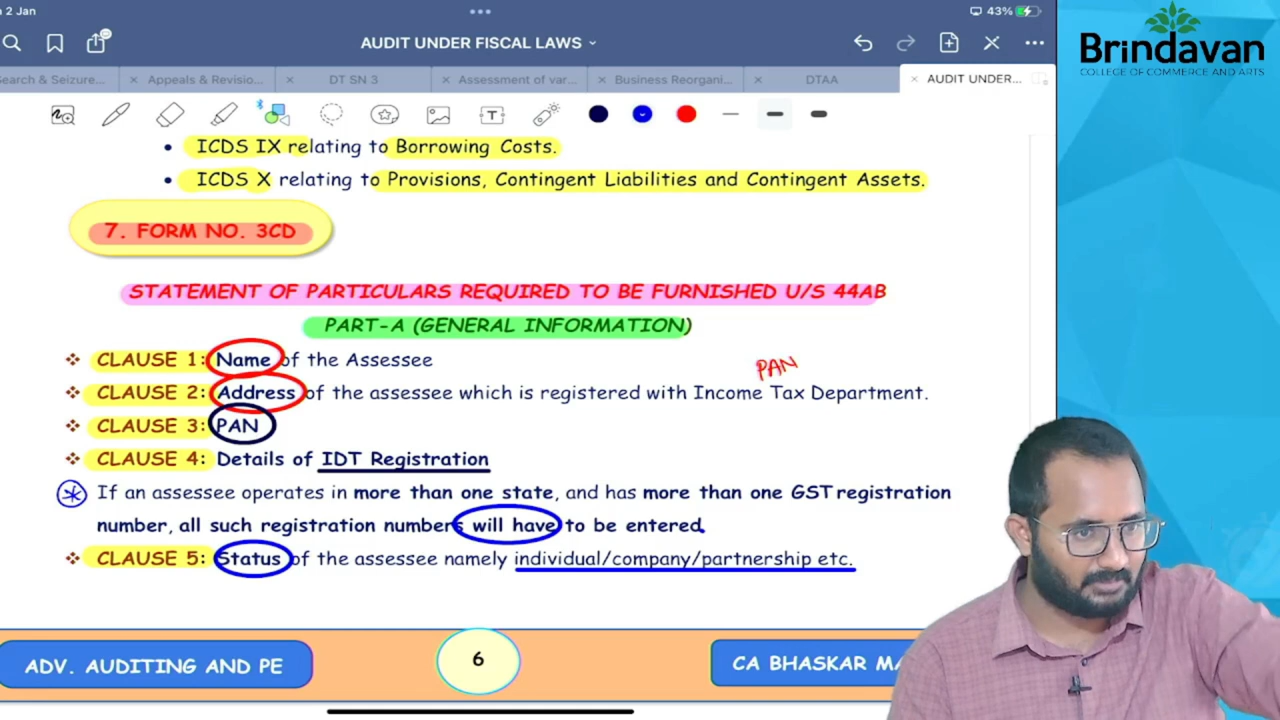 2 Jan
43%
AUDIT UNDER FISCAL LAWS
earch & Seizure...
Appeals & Revisio...
DT SN 3
Assessment of var...
Business Reorgani...
DTAA
AUDIT UNDER...
Brindavan
COLLEGE OF COMMERCE AND ARTS
• ICDS IX relating to Borrowing Costs.
• ICDS X relating to Provisions, Contingent Liabilities and Contingent Assets.
7. FORM NO. 3CD
STATEMENT OF PARTICULARS REQUIRED TO BE FURNISHED U/S 44AB
PART-A (GENERAL INFORMATION)
CLAUSE 1: Name of the Assessee
PAN
CLAUSE 2: Address of the assessee which is registered with Income Tax Department.
CLAUSE 3: PAN
CLAUSE 4: Details of IDT Registration
If an assessee operates in more than one state, and has more than one GST registration
number, all such registration numbers will have to be entered.
CLAUSE 5: Status of the assessee namely individual/company/partnership etc.
ADV. AUDITING AND PE
6
CA BHASKAR MA